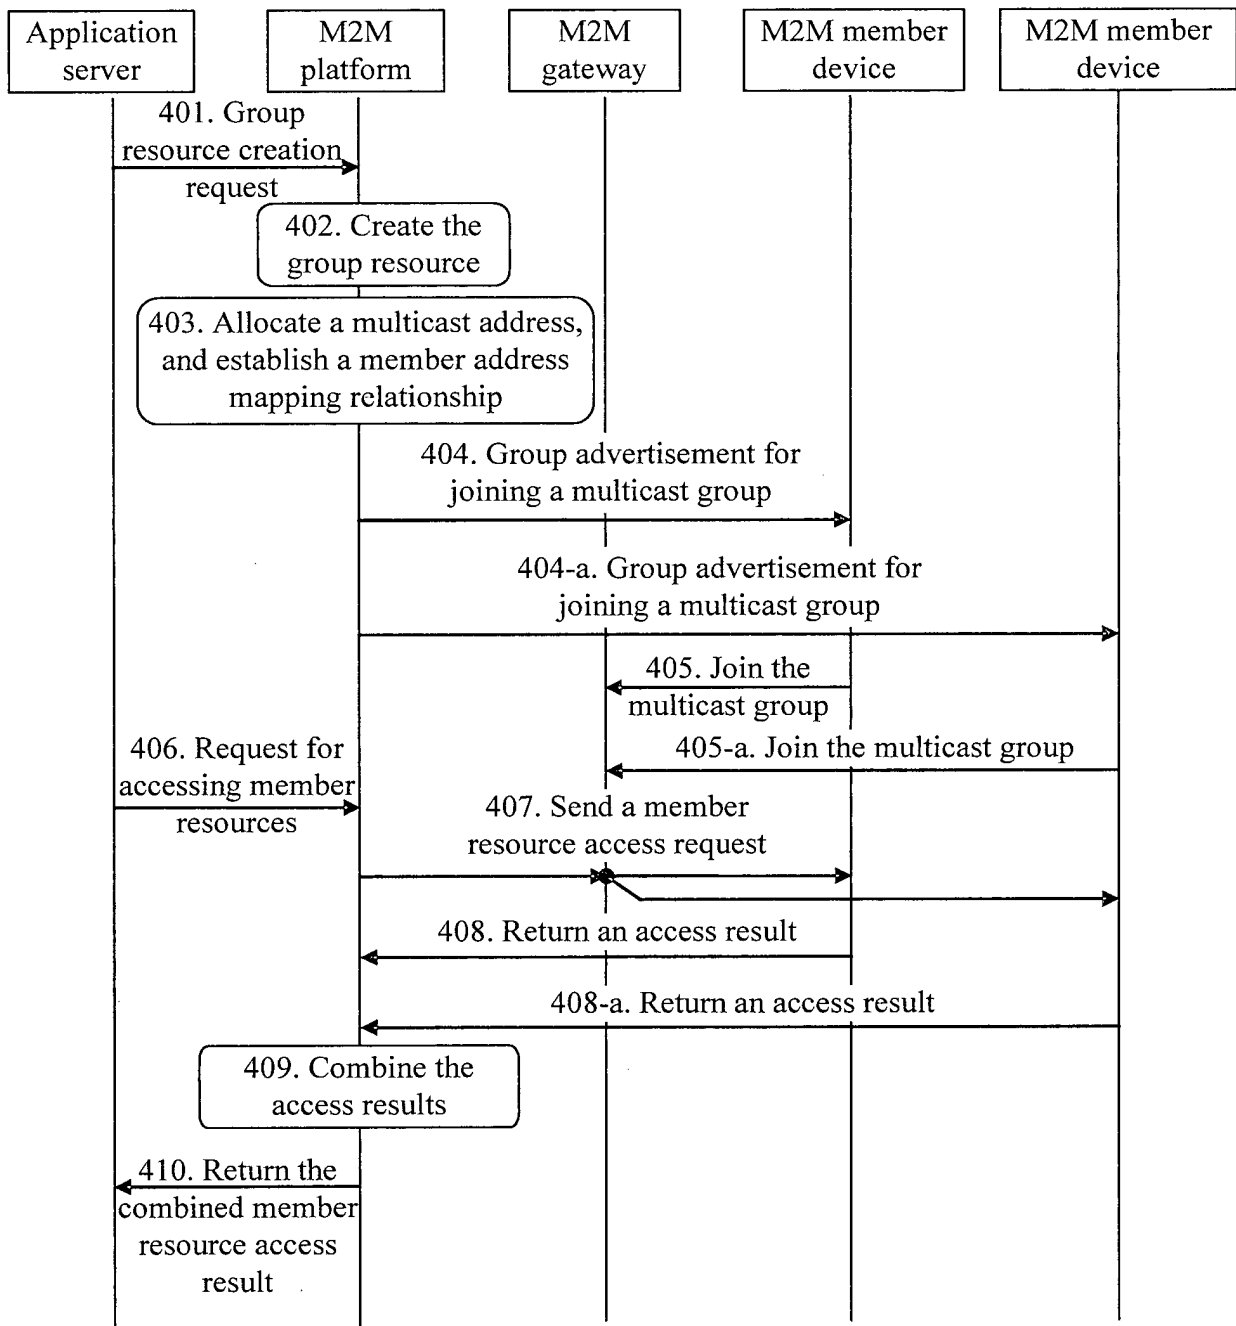 Application
server
M2M
platform
M2M
gateway
M2M member
device
M2M member
device
401. Group
resource creation
request
402. Create the
group resource
403. Allocate a multicast address,
and establish a member address
mapping relationship
404. Group advertisement for
joining a multicast group
404-a. Group advertisement for
joining a multicast group
405. Join the
multicast group
405-a. Join the multicast group
406. Request for
accessing member
resources
407. Send a member
resource access request
408. Return an access result
408-a. Return an access result
409. Combine the
access results
410. Return the
combined member
resource access
result